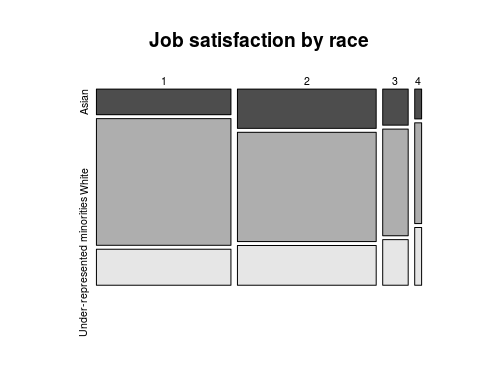 Job satisfaction by race
1 2 3 4
Asian
White
Under-represented minorities